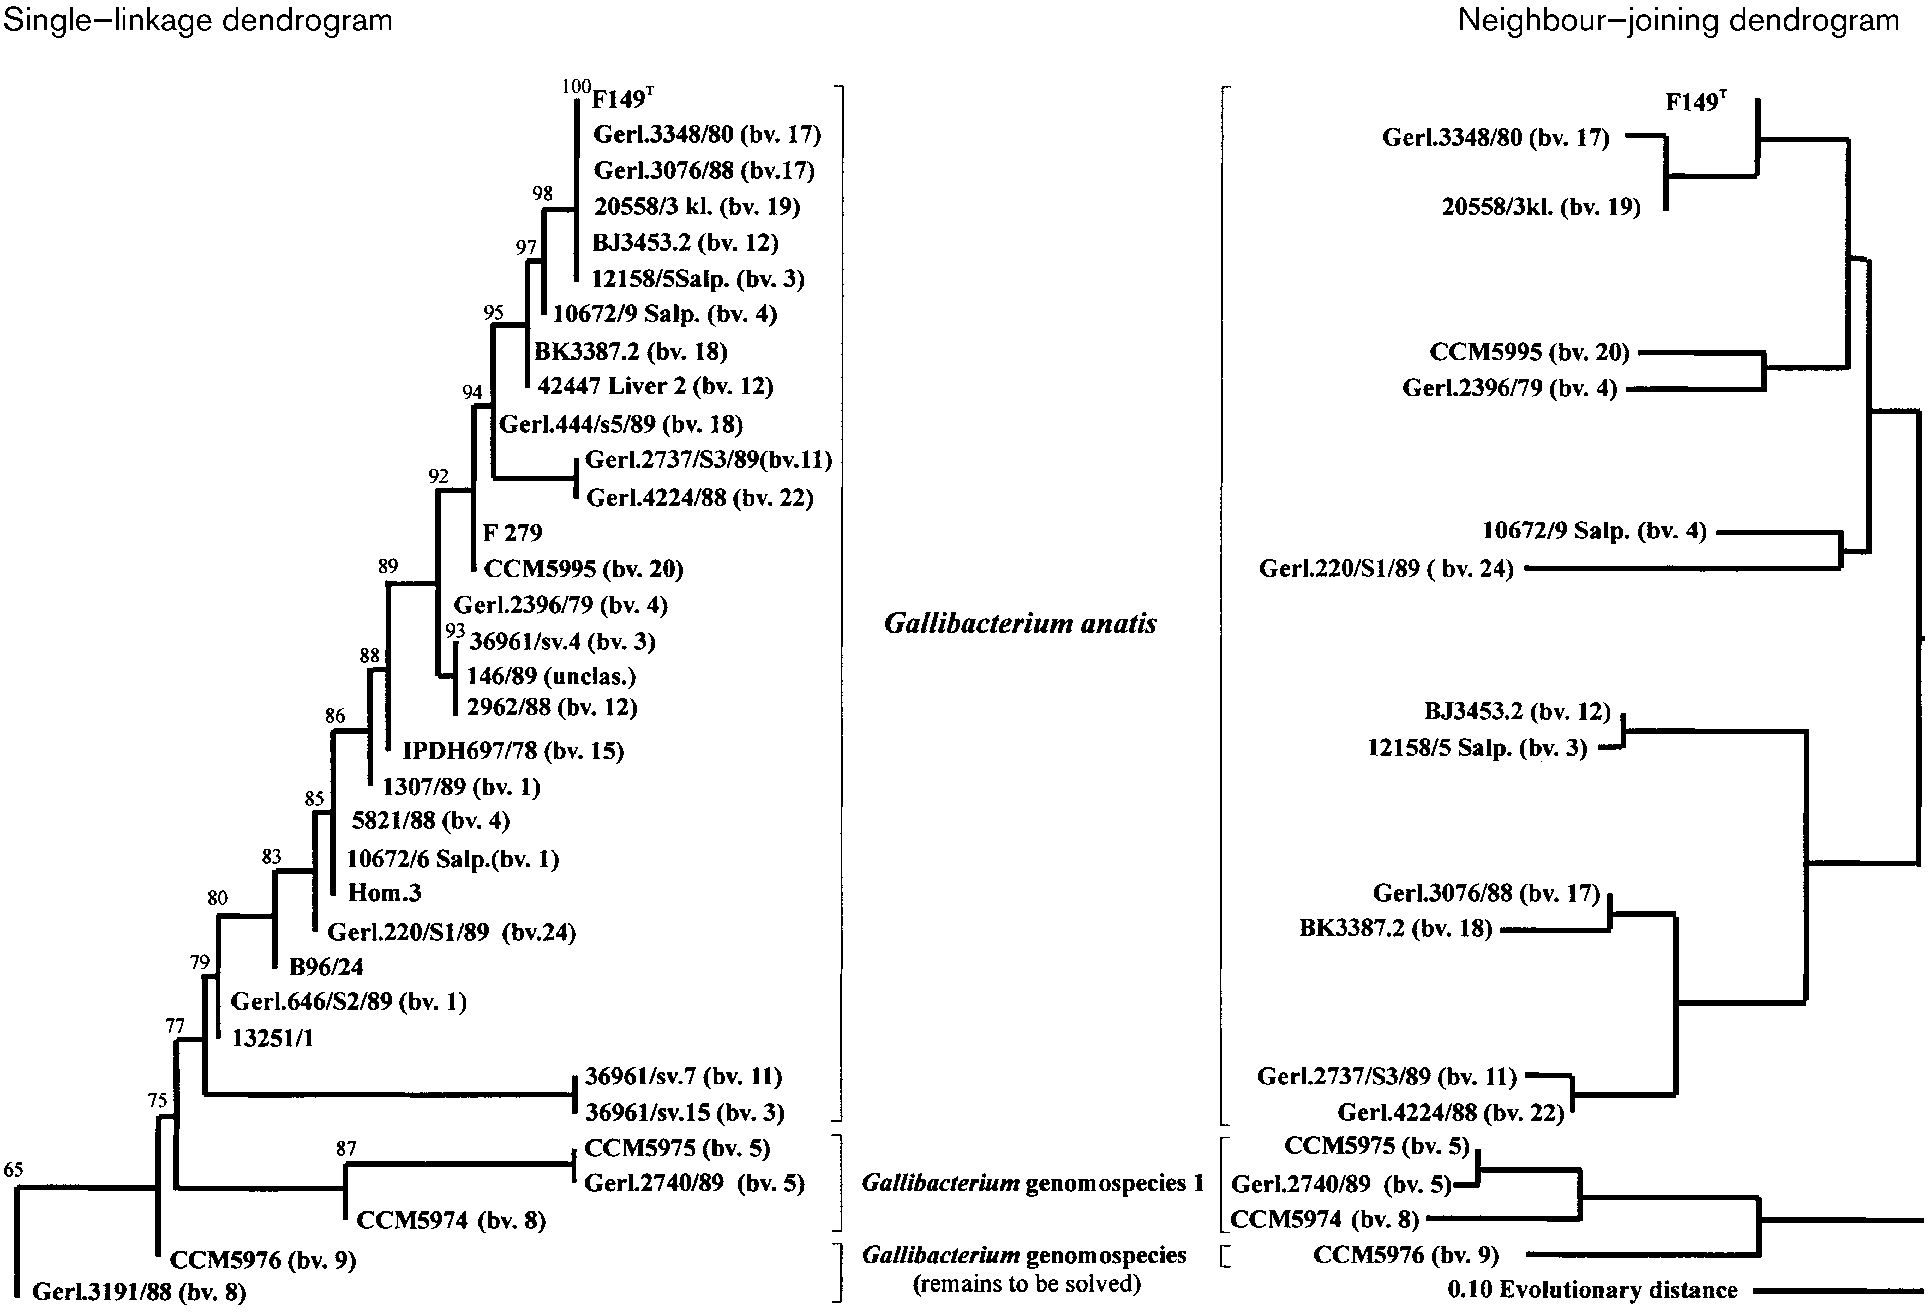 Single–linkage dendrogram
Neighbour–joining dendrogram
100
F149T
Gerl.3348/80 (bv. 17)
Gerl.3076/88 (bv.17)
98
20558/3 kl. (bv. 19)
BJ3453.2 (bv. 12)
97
12158/5Salp. (bv. 3)
95
10672/9 Salp. (bv. 4)
BK3387.2 (bv. 18)
42447 Liver 2 (bv. 12)
94
Gerl.444/s5/89 (bv. 18)
Gerl.2737/S3/89(bv.11)
92
Gerl.4224/88 (bv. 22)
F 279
CCM5995 (bv. 20)
89
Gerl.2396/79 (bv. 4)
93
36961/sv.4 (bv. 3)
88
146/89 (unclas.)
2962/88 (bv. 12)
86
IPDH697/78 (bv. 15)
1307/89 (bv. 1)
85
5821/88 (bv. 4)
83
10672/6 Salp.(bv. 1)
Hom.3
80
Gerl.220/S1/89 (bv.24)
79
B96/24
Gerl.646/S2/89 (bv. 1)
77
13251/1
36961/sv.7 (bv. 11)
75
36961/sv.15 (bv. 3)
87
CCM5975 (bv. 5)
65
Gerl.2740/89 (bv. 5)
CCM5974 (bv. 8)
CCM5976 (bv. 9)
Gerl.3191/88 (bv. 8)
Gallibacterium anatis
Gallibacterium genomospecies 1
Gallibacterium genomospecies
(remains to be solved)
F149T
Gerl.3348/80 (bv. 17)
20558/3kl. (bv. 19)
CCM5995 (bv. 20)
Gerl.2396/79 (bv. 4)
10672/9 Salp. (bv. 4)
Gerl.220/S1/89 ( bv. 24)
BJ3453.2 (bv. 12)
12158/5 Salp. (bv. 3)
Gerl.3076/88 (bv. 17)
BK3387.2 (bv. 18)
Gerl.2737/S3/89 (bv. 11)
Gerl.4224/88 (bv. 22)
CCM5975 (bv. 5)
Gerl.2740/89 (bv. 5)
CCM5974 (bv. 8)
CCM5976 (bv. 9)
0.10 Evolutionary distance